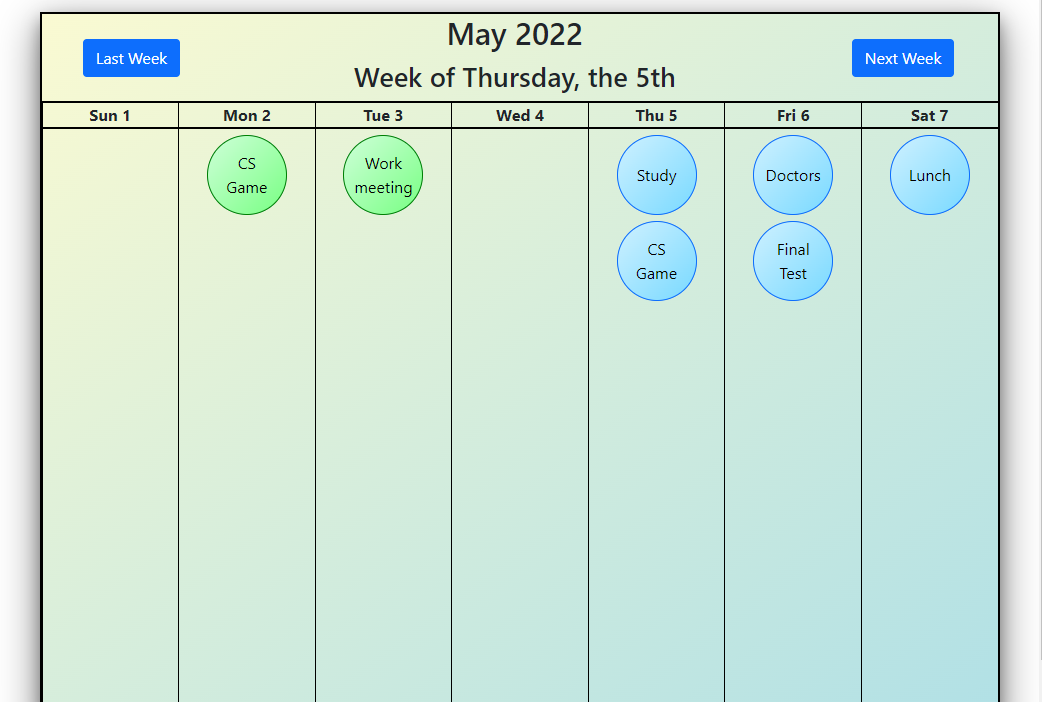 May 2022
Last Week
Next Week
Week of Thursday, the 5th
Sun 1
Mon 2
Tue 3
Wed 4
Thu 5
Fri 6
Sat 7
CS
Game
Work
meeting
Study
Doctors
Lunch
CS
Game
Final
Test